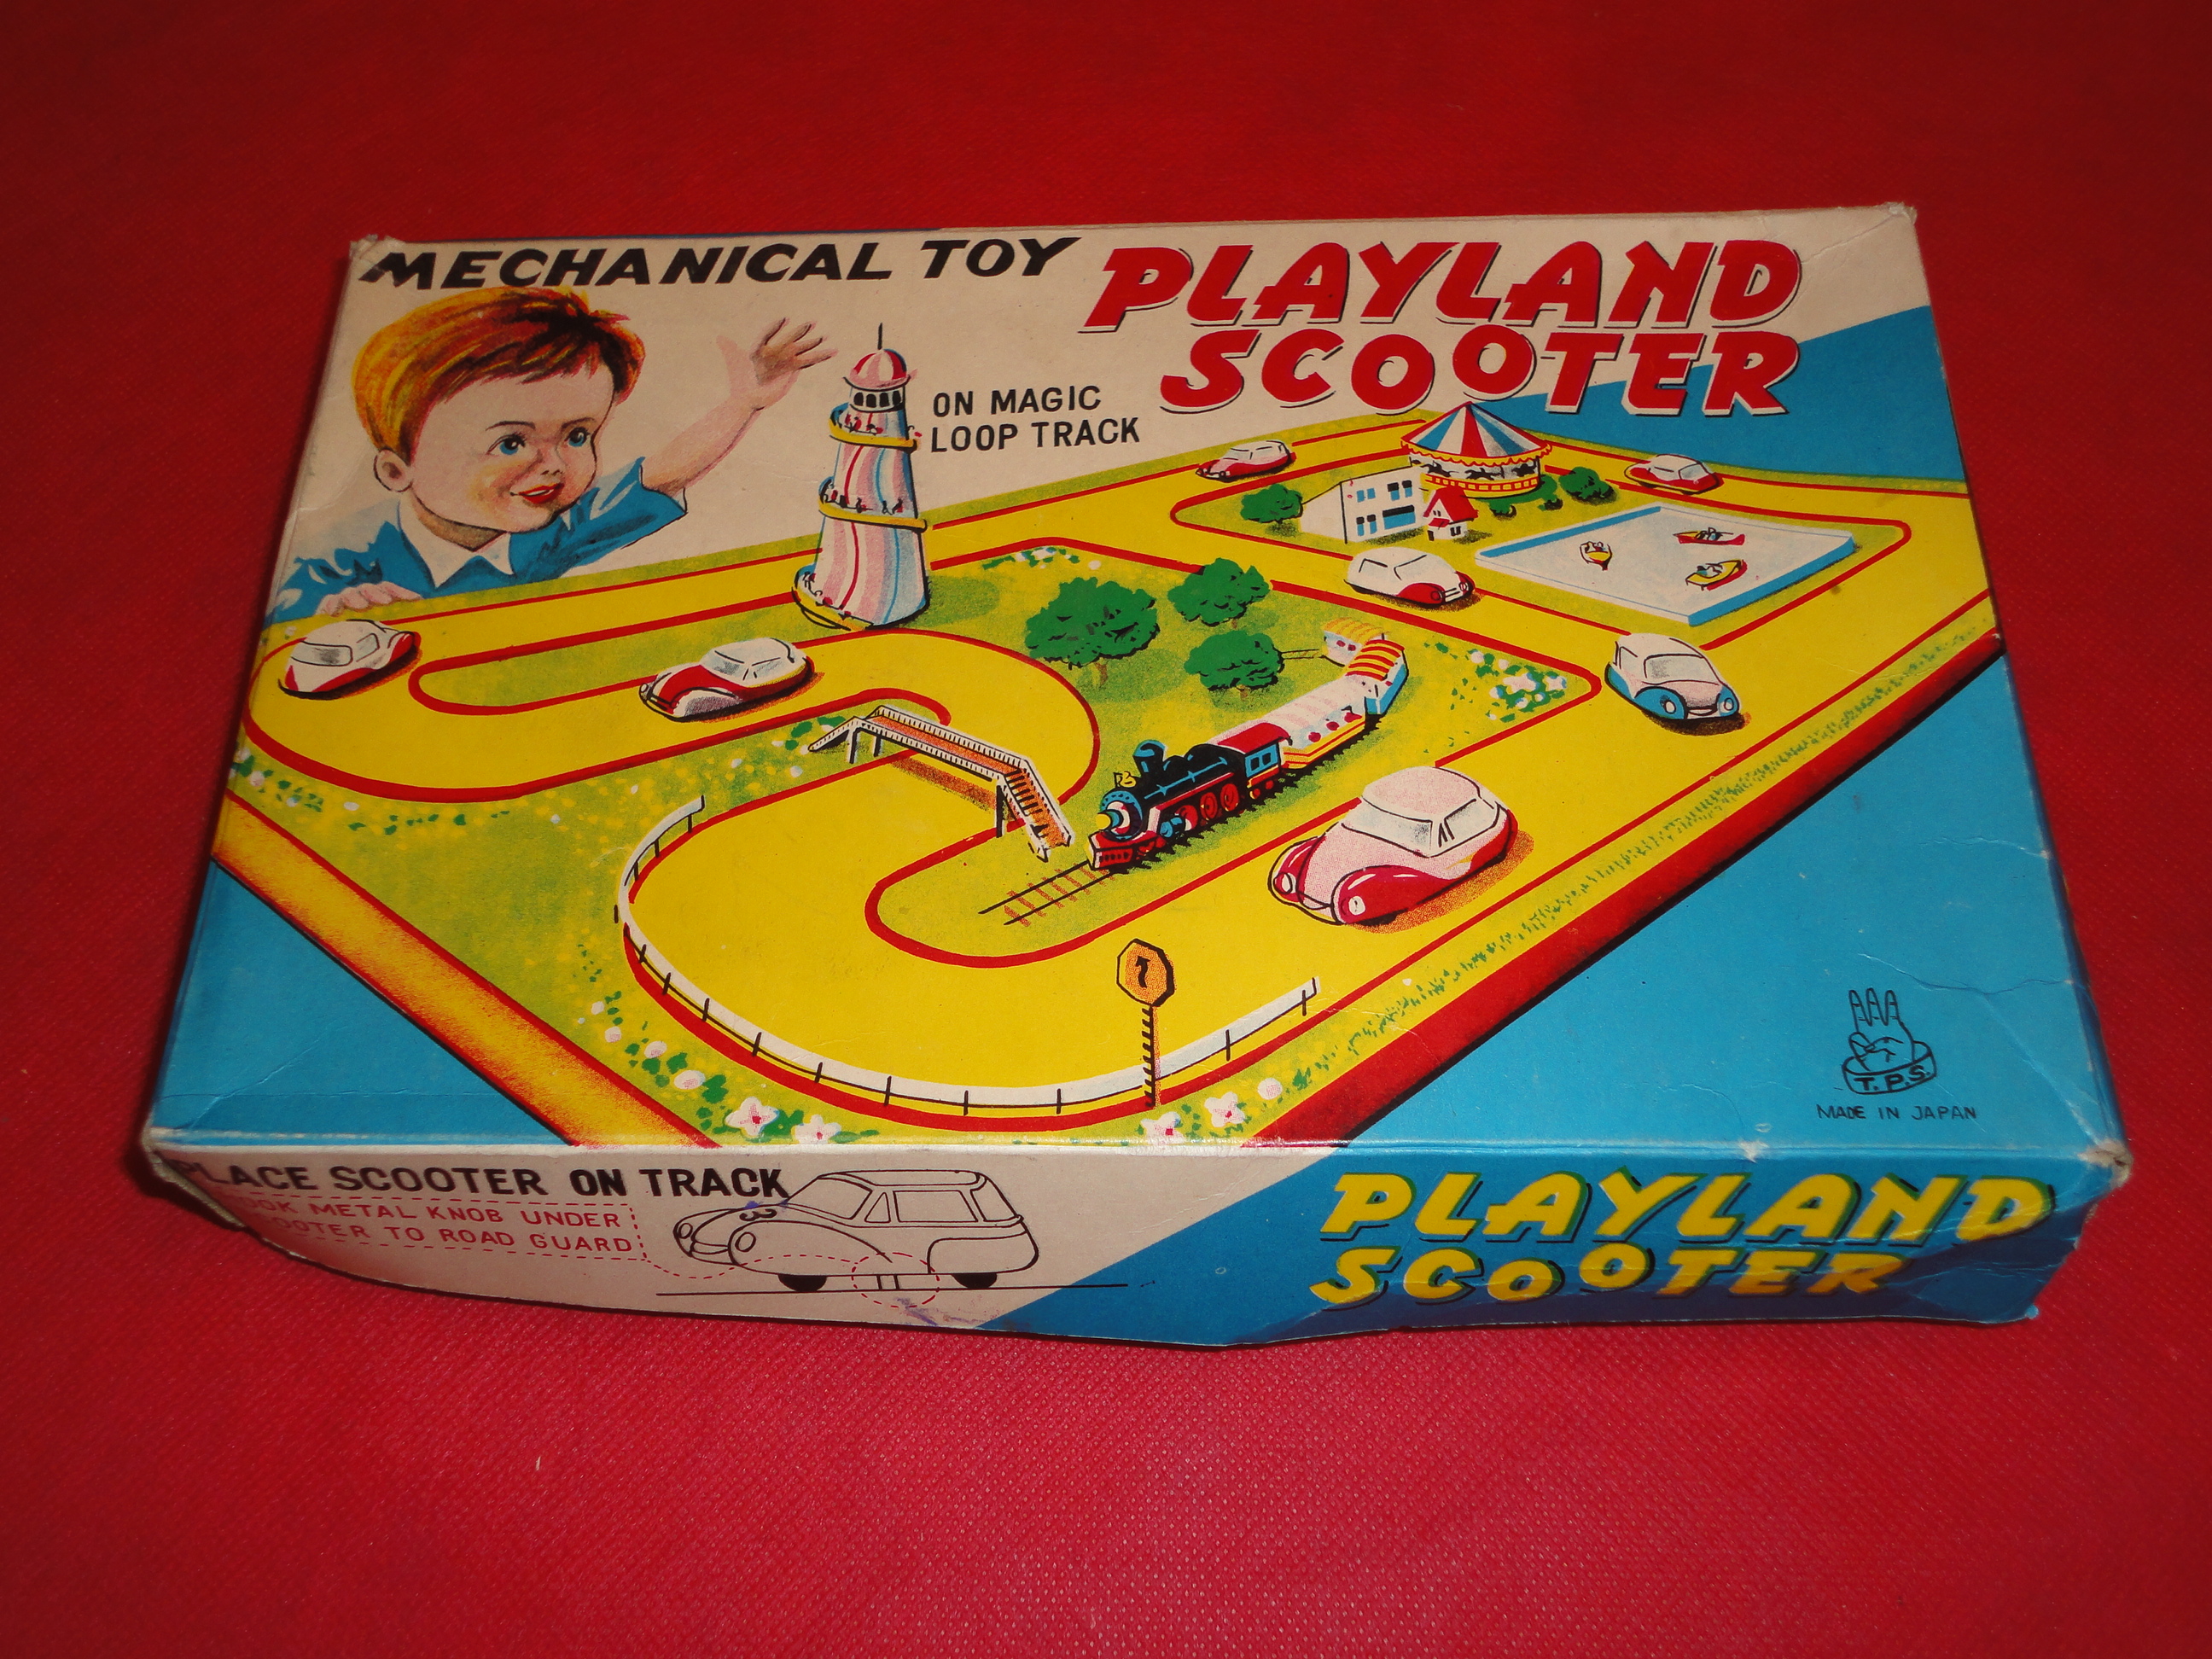 MECHANICAL TOY
PLAYLAND
SCOOTER
ON MAGIC
LOOP TRACK
T.P.S.
MADE IN JAPAN
PLACE SCOOTER ON TRACK
METAL KNOB UNDER
SCOOTER TO ROAD GUARD
PLAYLAND
SCOOTER